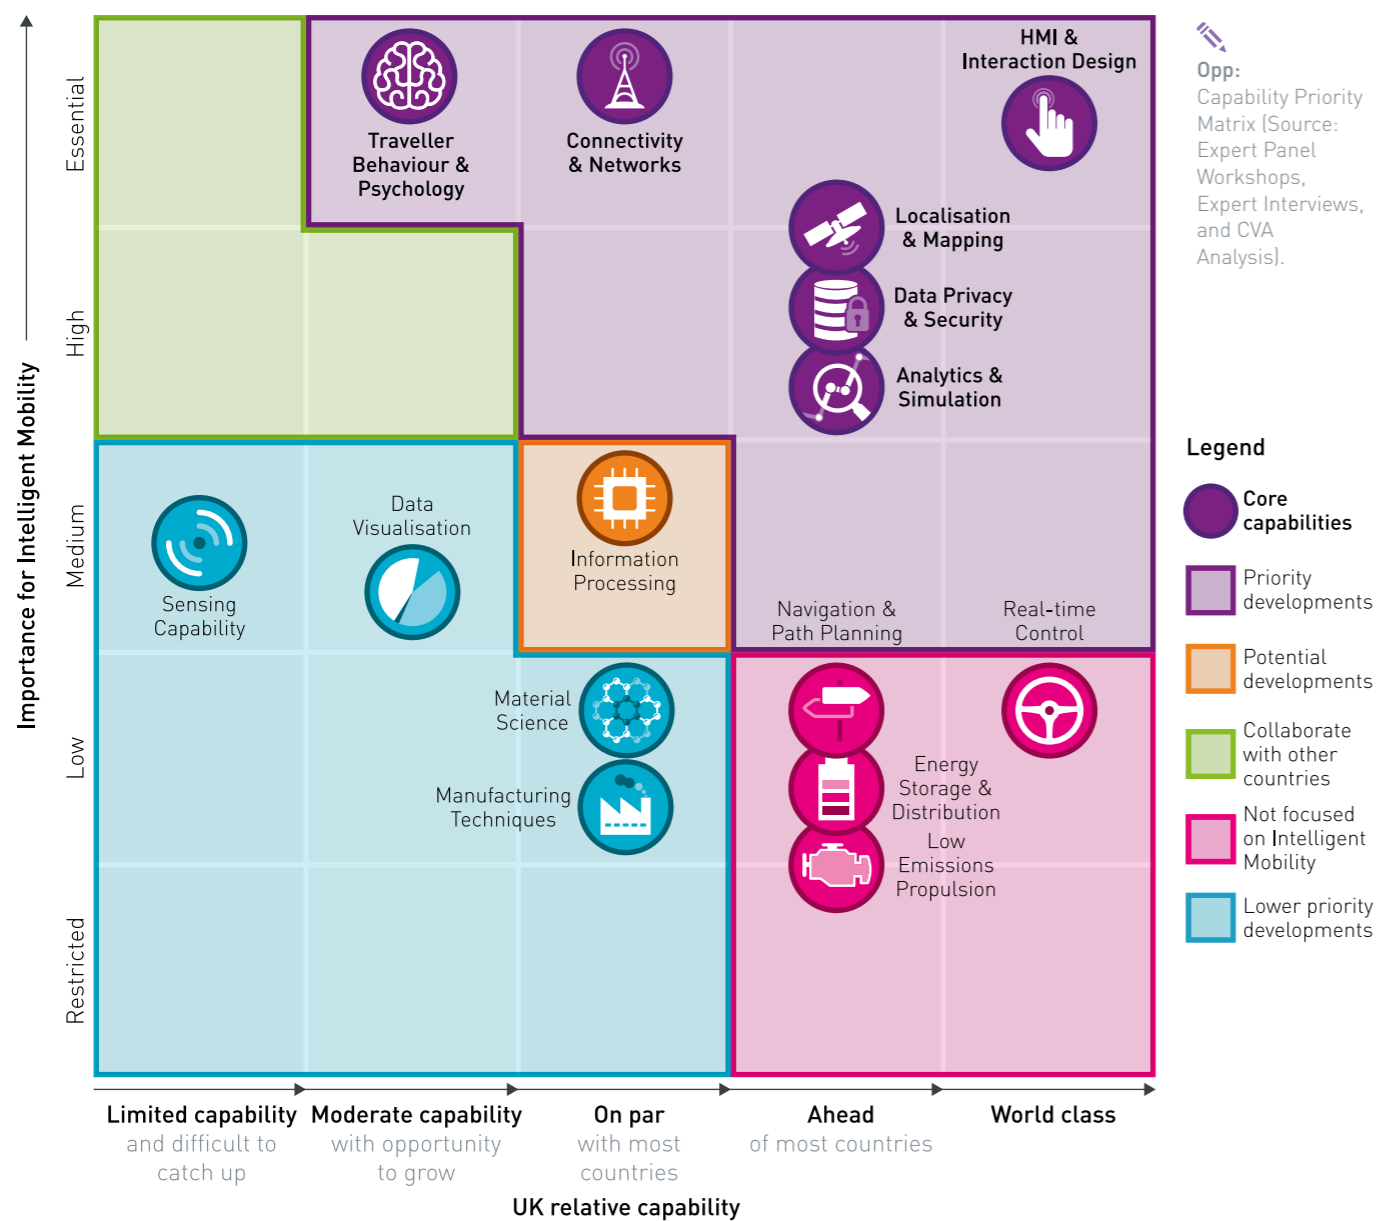 Essential
High
Medium
Low
Restricted
Importance for Intelligent Mobility
Traveller
Behaviour &
Psychology
Connectivity
& Networks
HMI &
Interaction Design
Localisation
& Mapping
Data Privacy
& Security
Analytics &
Simulation
Sensing
Capability
Data
Visualisation
Information
Processing
Navigation &
Path Planning
Real-time
Control
Material
Science
Manufacturing
Techniques
Energy
Storage &
Distribution
Low
Emissions
Propulsion
Limited capability
and difficult to
catch up
Moderate capability
with opportunity
to grow
On par
with most
countries
Ahead
of most countries
World class
UK relative capability
Opp:
Capability Priority
Matrix (Source:
Expert Panel
Workshops,
Expert Interviews,
and CVA
Analysis).
Legend
Core
capabilities
Priority
developments
Potential
developments
Collaborate
with other
countries
Not focused
on Intelligent
Mobility
Lower priority
developments